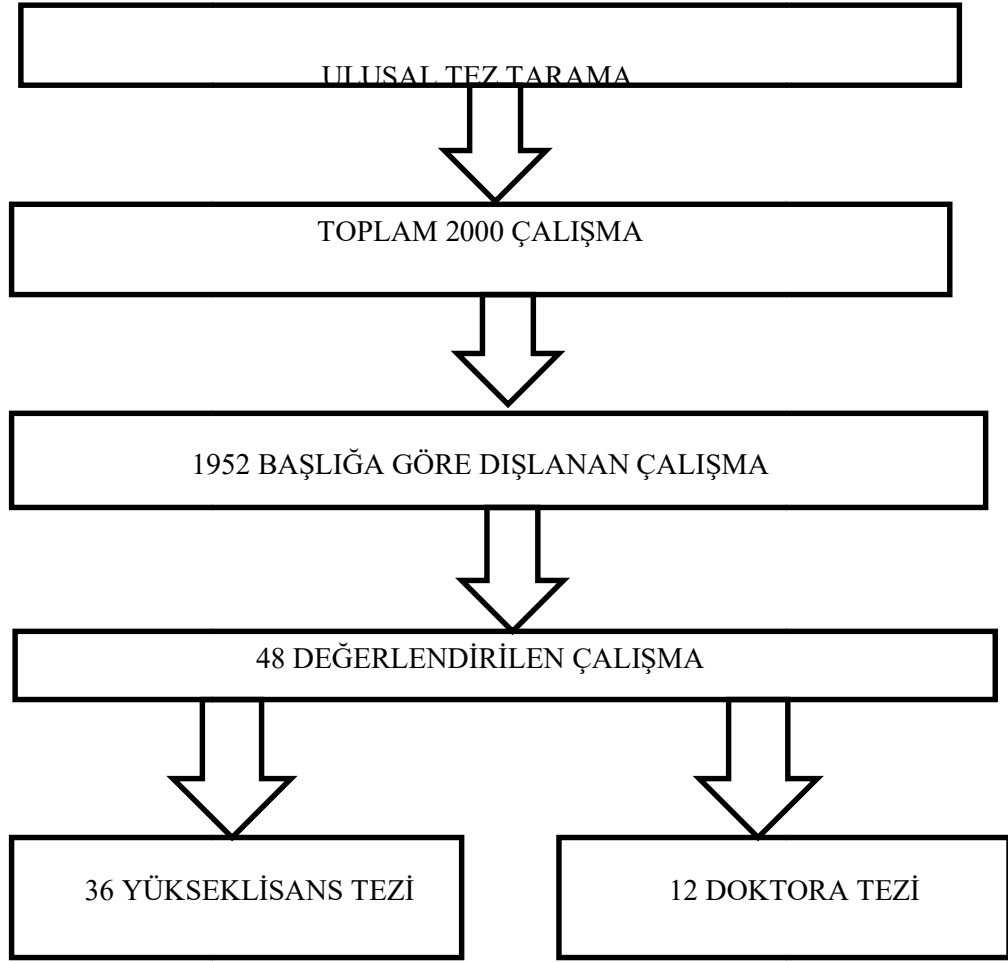 ULUSAL TEZ TARAMA
TOPLAM 2000 ÇALIŞMA
1952 BAŞLIĞA GÖRE DIŞLANAN ÇALIŞMA
48 DEĞERLENDİRİLEN ÇALIŞMA
36 YÜKSEKLİSANS TEZİ
12 DOKTORA TEZİ